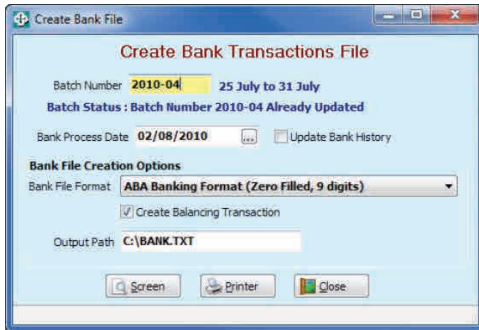 Create Bank File
Create Bank Transactions File
Batch Number 2010-04 25 July to 31 July
Batch Status : Batch Number 2010-04 Already Updated
Bank Process Date 02/08/2010 ... Update Bank History
Bank File Creation Options
Bank File Format ABA Banking Format (Zero Filled, 9 digits)
Create Balancing Transaction
Output Path C:\BANK.TXT
Screen Printer Close